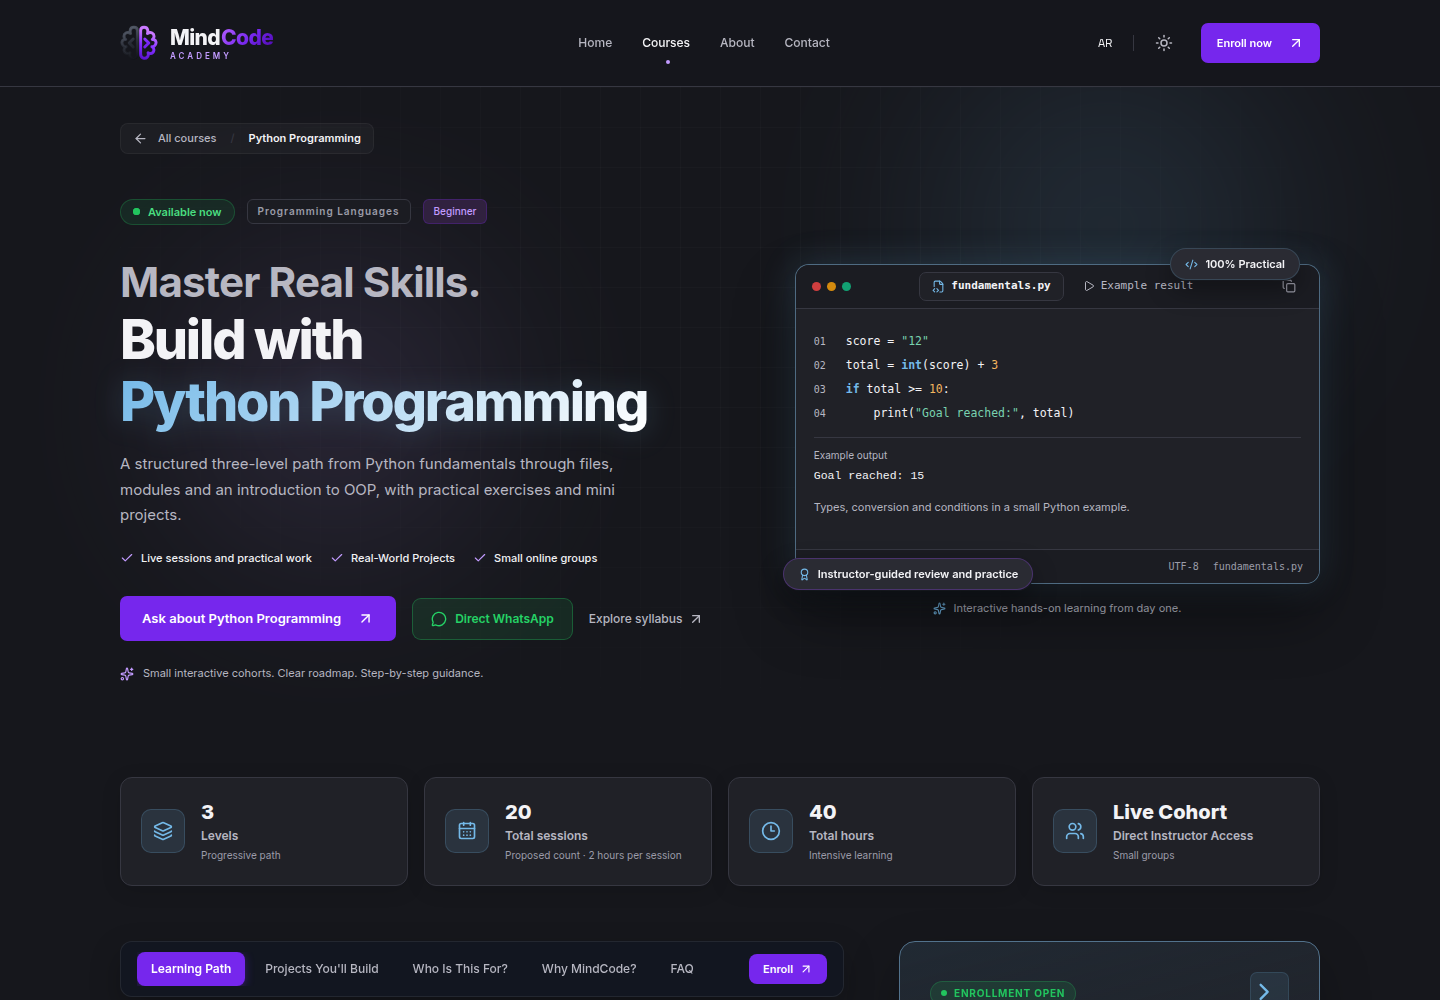 MindCode
ACADEMY
Home
Courses
About
Contact
AR
Enroll now
All courses / Python Programming
Available now
Programming Languages
Beginner
Master Real Skills.
Build with
Python Programming
A structured three-level path from Python fundamentals through files,
modules and an introduction to OOP, with practical exercises and mini
projects.
Live sessions and practical work
Real-World Projects
Small online groups
Ask about Python Programming
Direct WhatsApp
Explore syllabus
Small interactive cohorts. Clear roadmap. Step-by-step guidance.
100% Practical
fundamentals.py
Example result
01 score = "12"
02 total = int(score) + 3
03 if total >= 10:
04 print("Goal reached:", total)
Example output
Goal reached: 15
Types, conversion and conditions in a small Python example.
Instructor-guided review and practice
UTF-8 fundamentals.py
Interactive hands-on learning from day one.
3
Levels
Progressive path
20
Total sessions
Proposed count · 2 hours per session
40
Total hours
Intensive learning
Live Cohort
Direct Instructor Access
Small groups
Learning Path
Projects You'll Build
Who Is This For?
Why MindCode?
FAQ
Enroll
ENROLLMENT OPEN